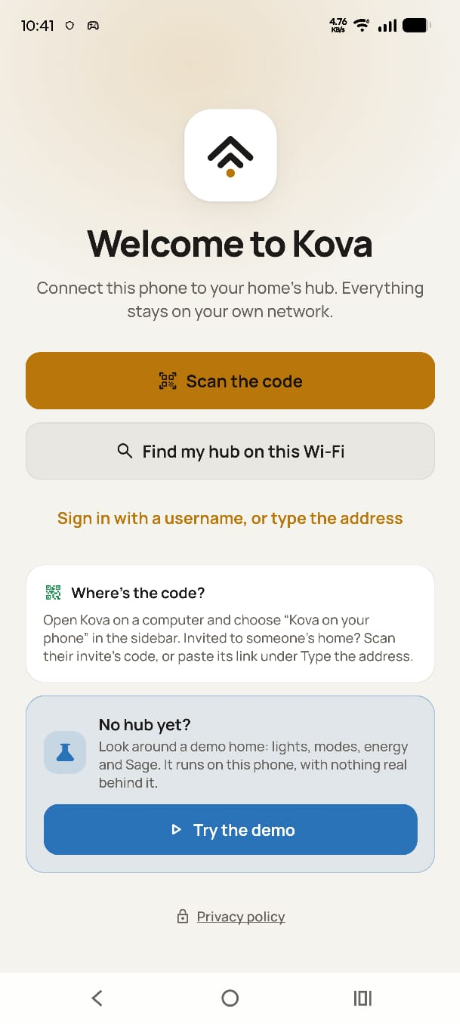 10:41
4.76
KB/s
Welcome to Kova
Connect this phone to your home's hub. Everything
stays on your own network.
Scan the code
Find my hub on this Wi-Fi
Sign in with a username, or type the address
Where's the code?
Open Kova on a computer and choose “Kova on your
phone” in the sidebar. Invited to someone's home? Scan
their invite's code, or paste its link under Type the address.
No hub yet?
Look around a demo home: lights, modes, energy
and Sage. It runs on this phone, with nothing real
behind it.
Try the demo
Privacy policy